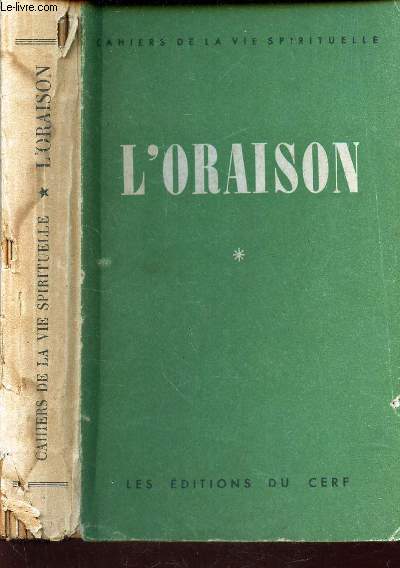 www.le-livre.com
CAHIERS DE LA VIE SPIRITUELLE
L'ORAISON
*
LES ÉDITIONS DU CERF
CAHIERS DE LA VIE SPIRITUELLE ★ L'ORAISON